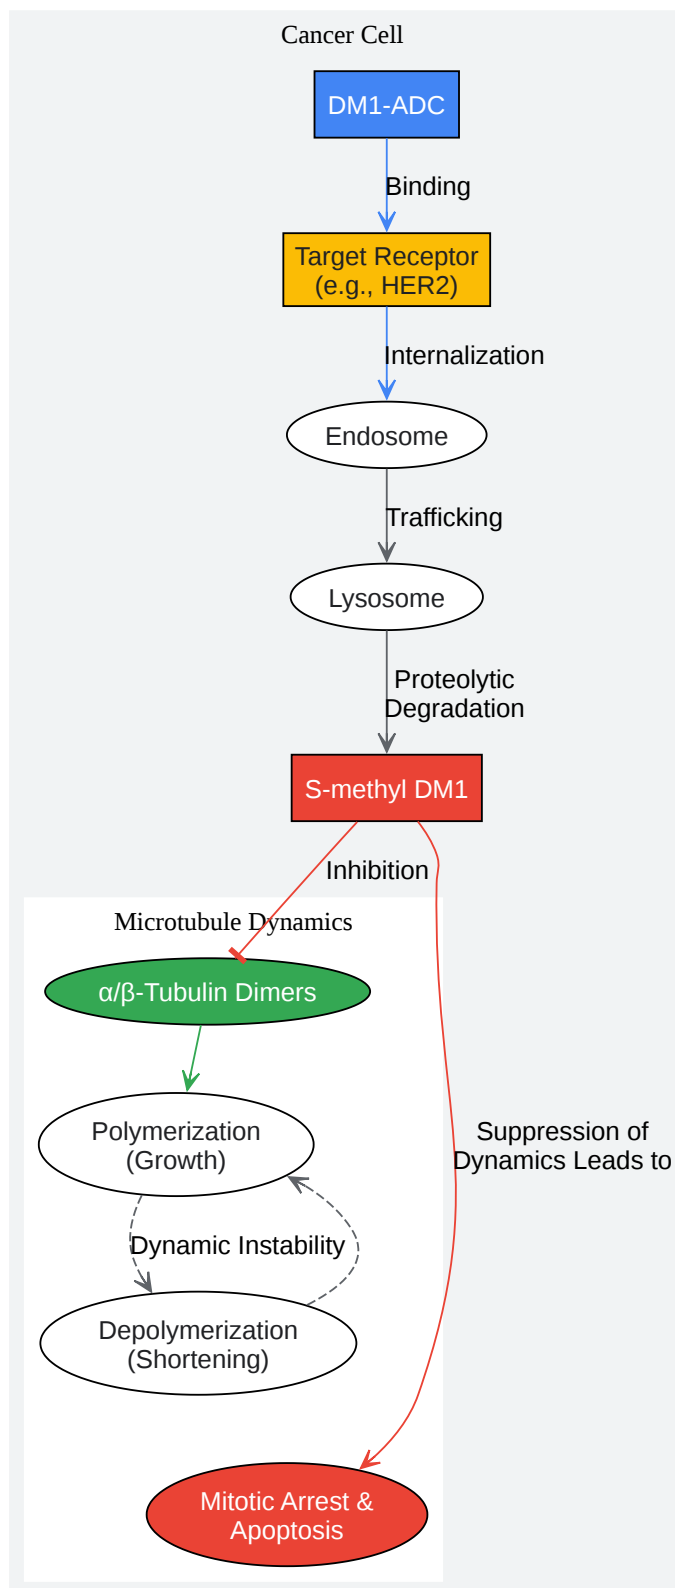 Cancer Cell
DM1-ADC
Binding
Target Receptor
(e.g., HER2)
Internalization
Endosome
Trafficking
Lysosome
Proteolytic
Degradation
S-methyl DM1
Inhibition
Microtubule Dynamics
α/β-Tubulin Dimers
Polymerization
(Growth)
Suppression of
Dynamics Leads to
Dynamic Instability
Depolymerization
(Shortening)
Mitotic Arrest &
Apoptosis